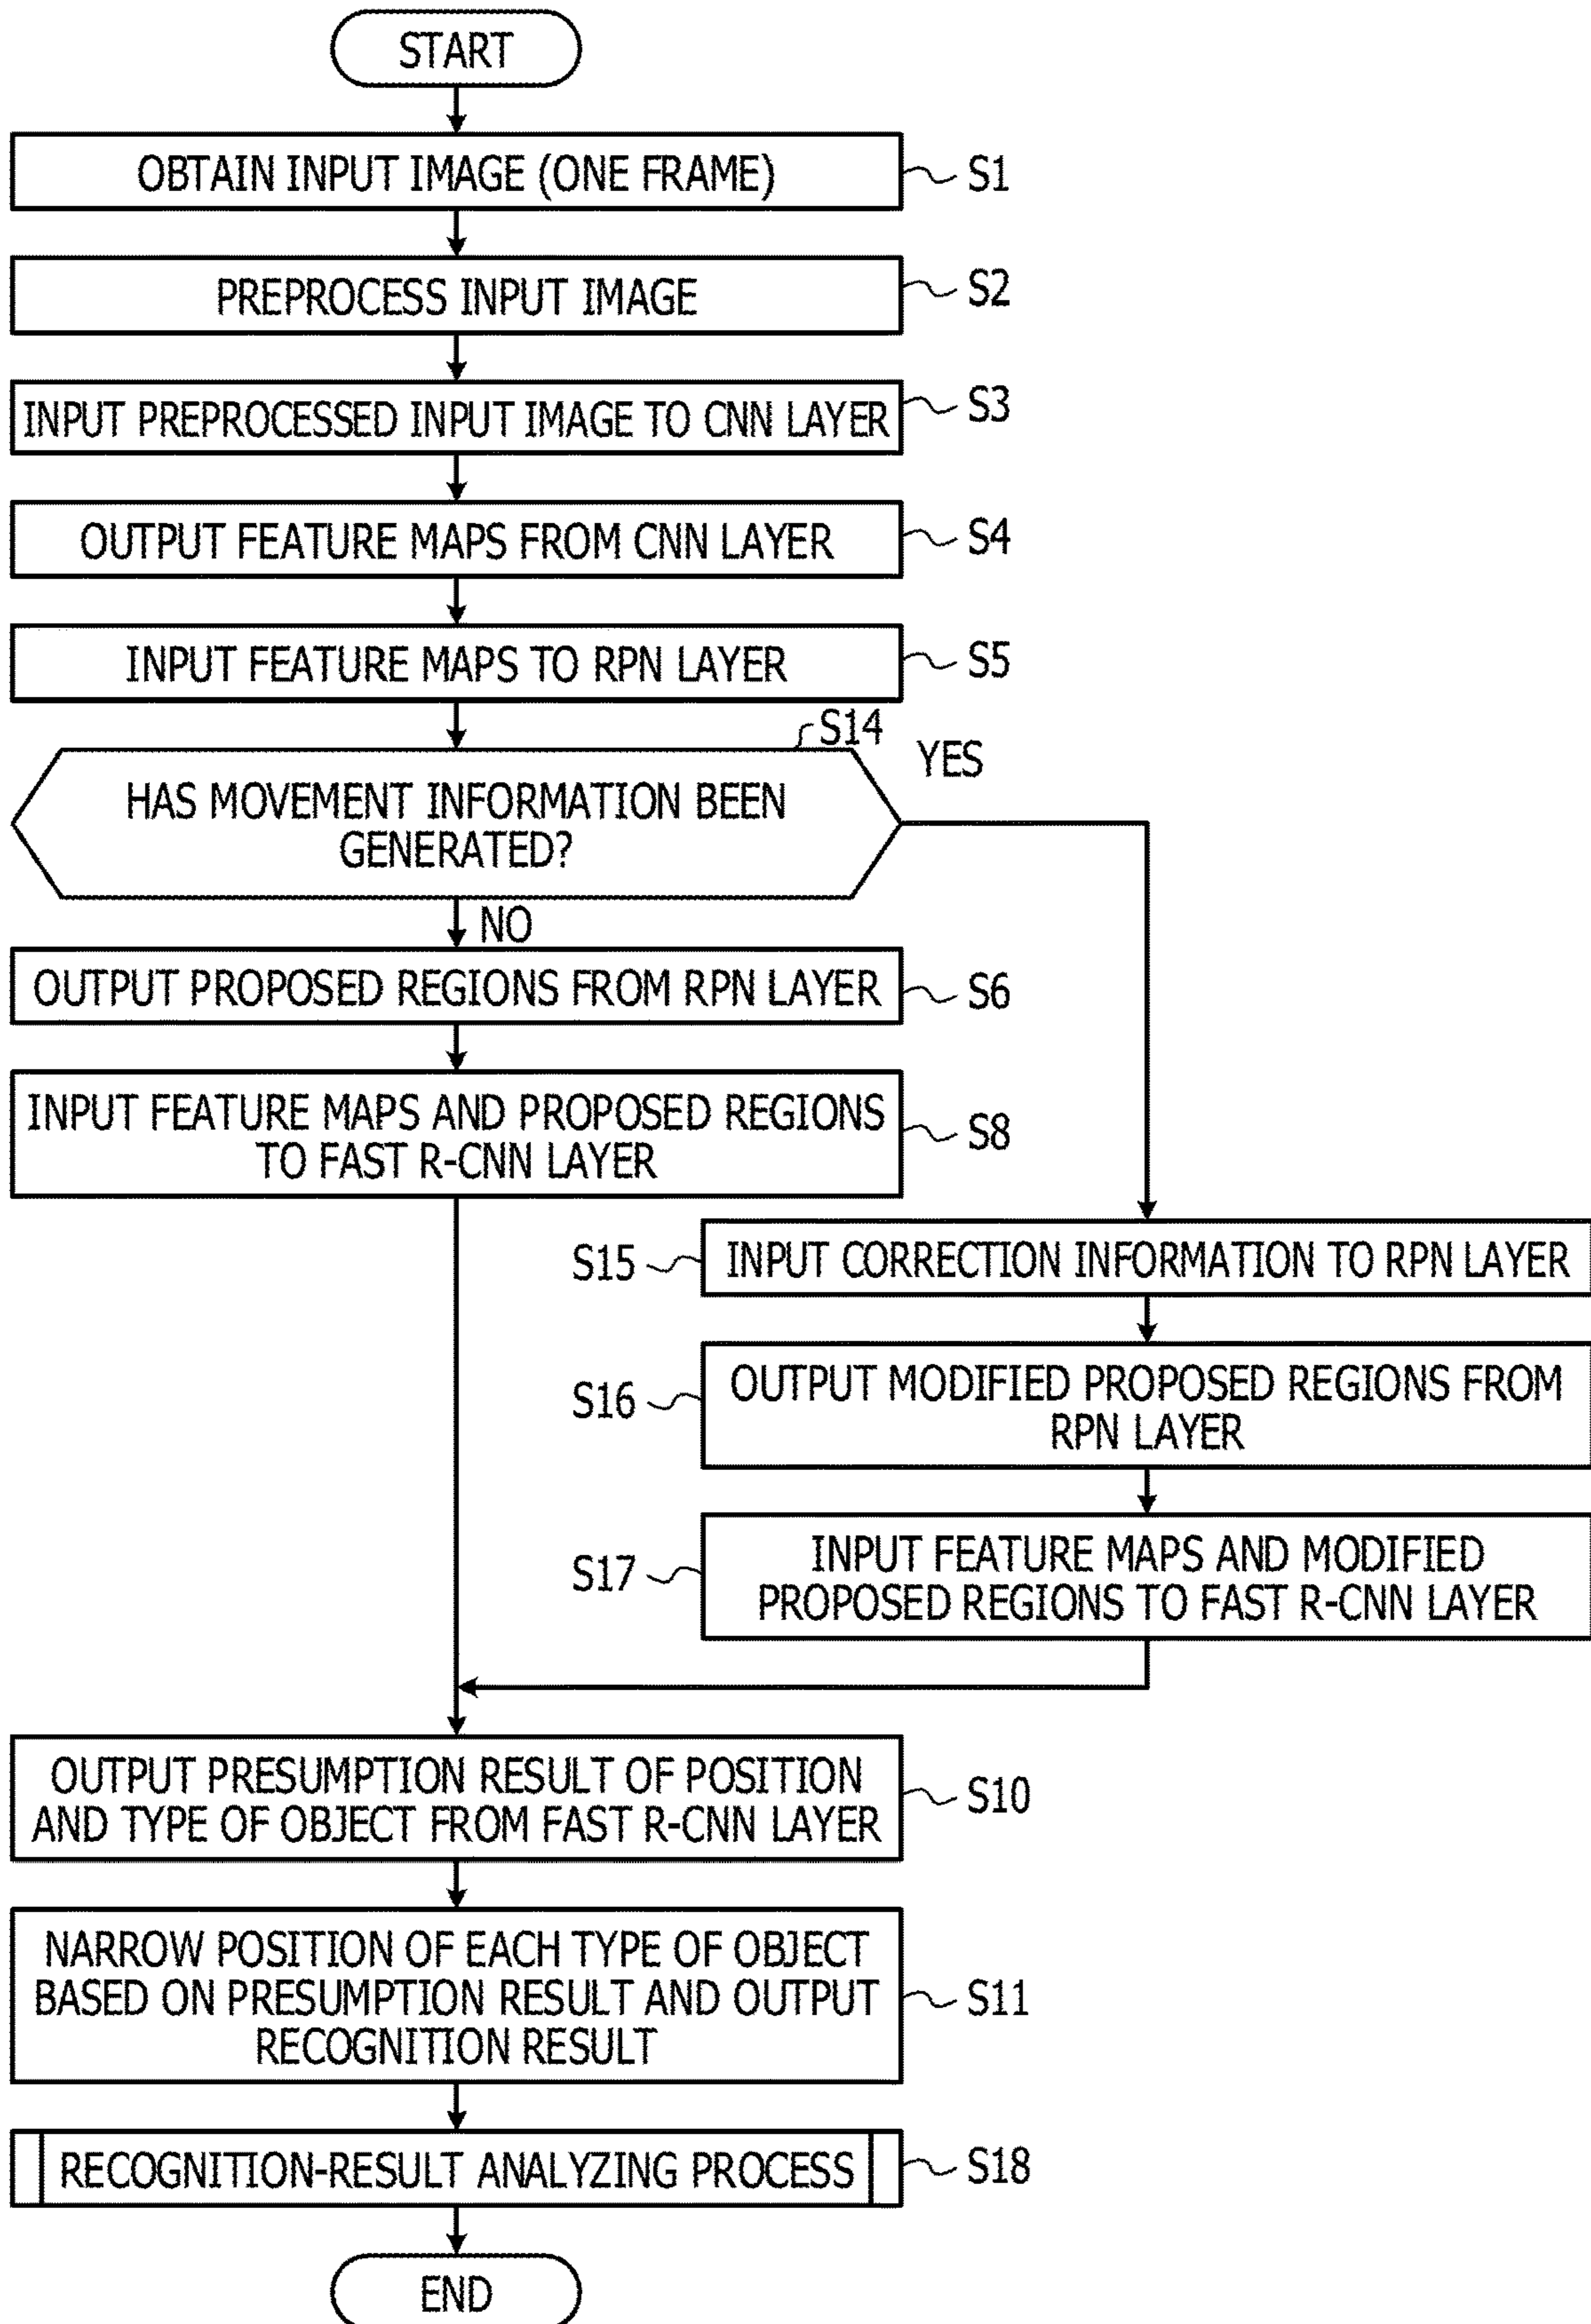 START
OBTAIN INPUT IMAGE (ONE FRAME)
S1
PREPROCESS INPUT IMAGE
S2
INPUT PREPROCESSED INPUT IMAGE TO CNN LAYER
S3
OUTPUT FEATURE MAPS FROM CNN LAYER
S4
INPUT FEATURE MAPS TO RPN LAYER
S5
S14
YES
HAS MOVEMENT INFORMATION BEEN
GENERATED?
NO
OUTPUT PROPOSED REGIONS FROM RPN LAYER
S6
INPUT FEATURE MAPS AND PROPOSED REGIONS
TO FAST R-CNN LAYER
S8
S15
INPUT CORRECTION INFORMATION TO RPN LAYER
S16
OUTPUT MODIFIED PROPOSED REGIONS FROM
RPN LAYER
S17
INPUT FEATURE MAPS AND MODIFIED
PROPOSED REGIONS TO FAST R-CNN LAYER
OUTPUT PRESUMPTION RESULT OF POSITION
AND TYPE OF OBJECT FROM FAST R-CNN LAYER
S10
NARROW POSITION OF EACH TYPE OF OBJECT
BASED ON PRESUMPTION RESULT AND OUTPUT
RECOGNITION RESULT
S11
RECOGNITION-RESULT ANALYZING PROCESS
S18
END